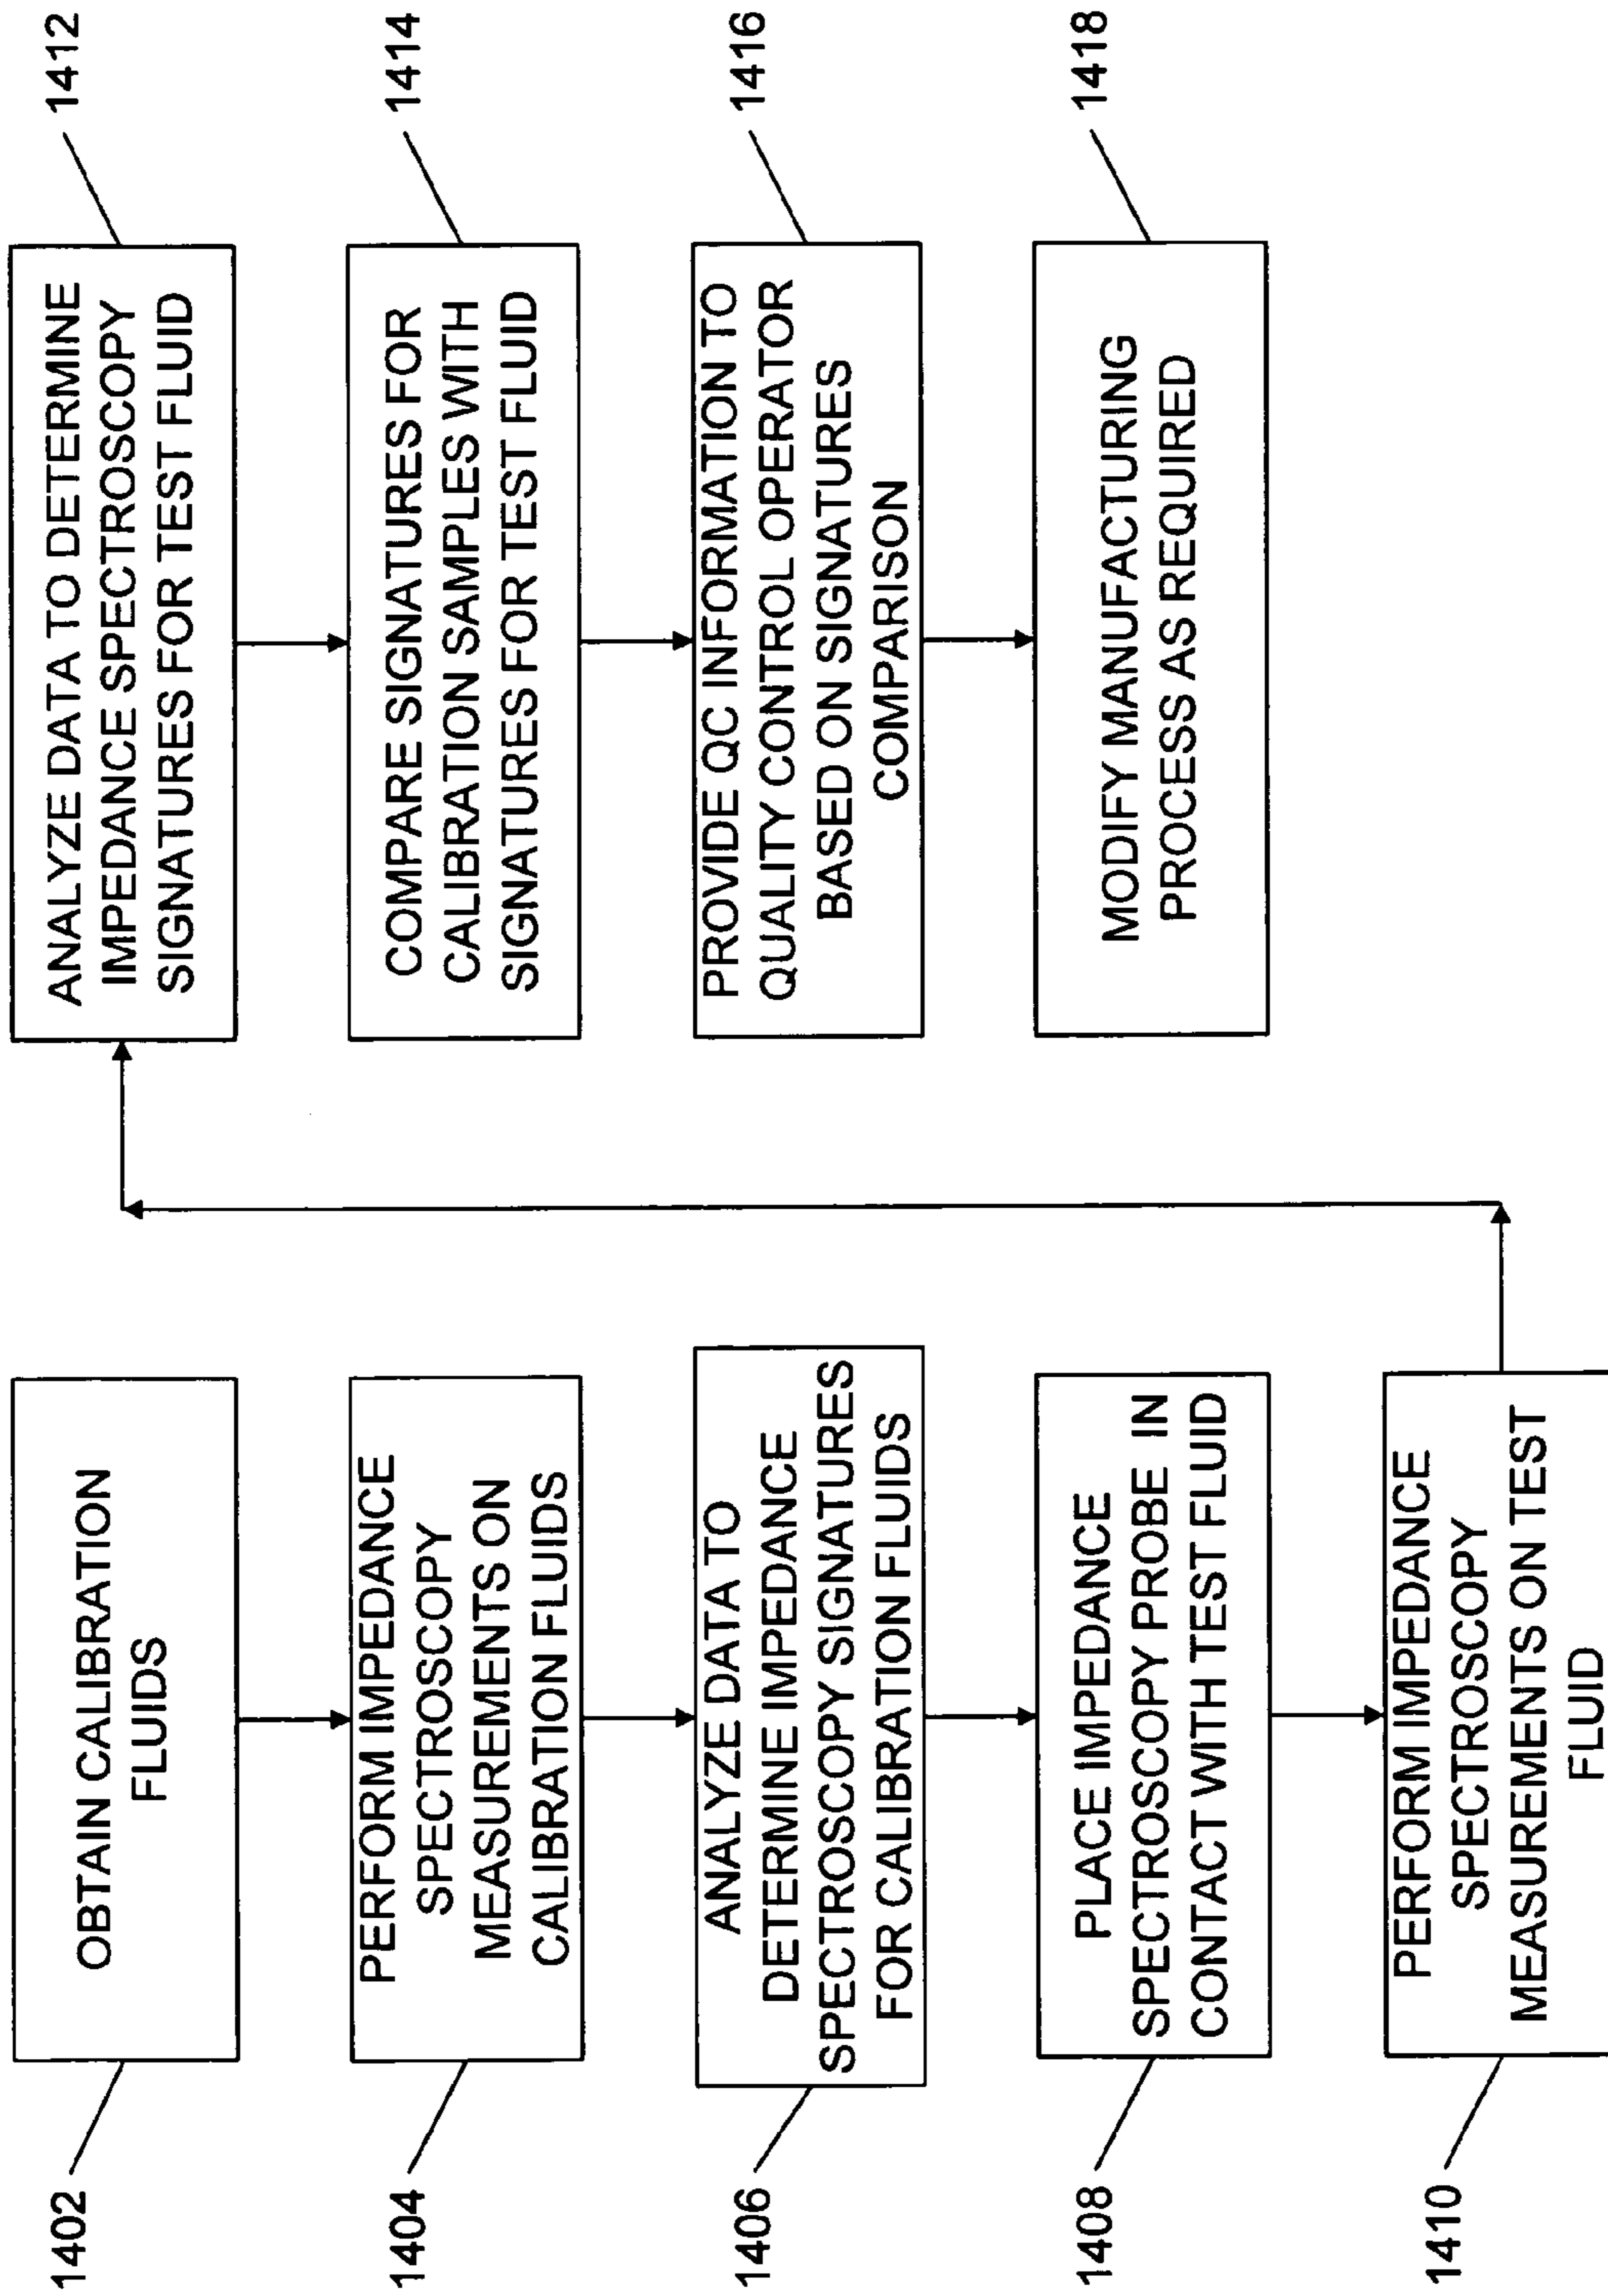 1402
OBTAIN CALIBRATION
FLUIDS
1404
PERFORM IMPEDANCE
SPECTROSCOPY
MEASUREMENTS ON
CALIBRATION FLUIDS
1406
ANALYZE DATA TO
DETERMINE IMPEDANCE
SPECTROSCOPY SIGNATURES
FOR CALIBRATION FLUIDS
1408
PLACE IMPEDANCE
SPECTROSCOPY PROBE IN
CONTACT WITH TEST FLUID
1410
PERFORM IMPEDANCE
SPECTROSCOPY
MEASUREMENTS ON TEST
FLUID
1412
ANALYZE DATA TO DETERMINE
IMPEDANCE SPECTROSCOPY
SIGNATURES FOR TEST FLUID
1414
COMPARE SIGNATURES FOR
CALIBRATION SAMPLES WITH
SIGNATURES FOR TEST FLUID
1416
PROVIDE QC INFORMATION TO
QUALITY CONTROL OPERATOR
BASED ON SIGNATURES
COMPARISON
1418
MODIFY MANUFACTURING
PROCESS AS REQUIRED